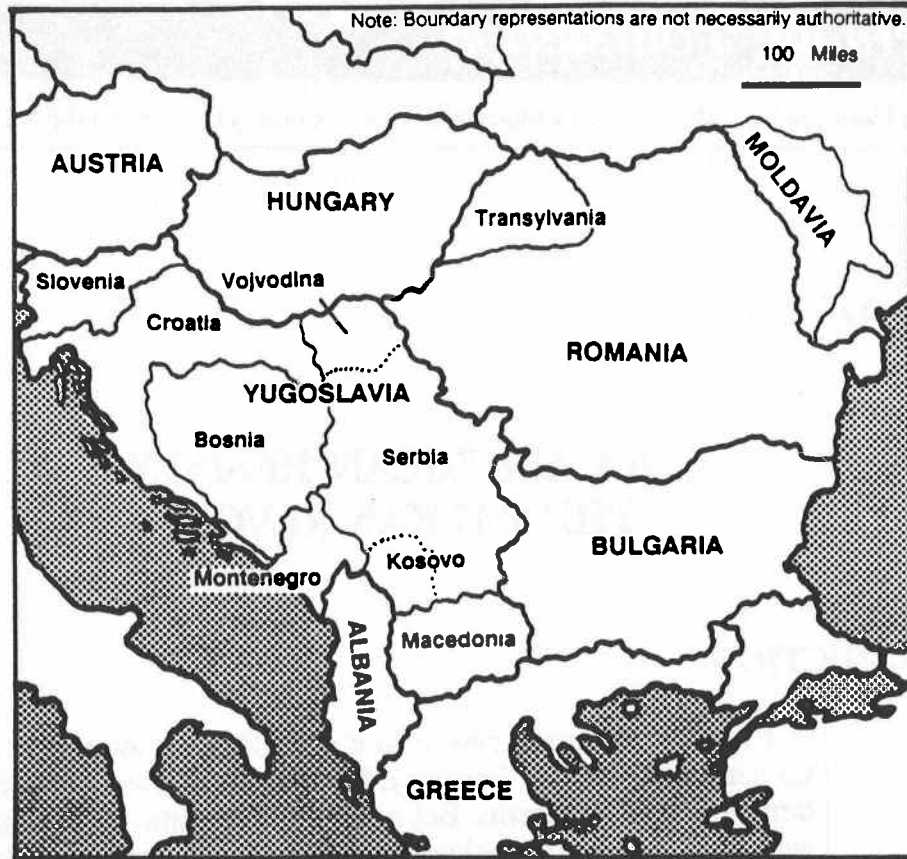 Note: Boundary representations are not necessarily authoritative.
100 Miles
AUSTRIA
HUNGARY
Transylvania
MOLDAVIA
Slovenia
Vojvodina
Croatia
ROMANIA
YUGOSLAVIA
Bosnia
Serbia
BULGARIA
Kosovo
Montenegro
Macedonia
ALBANIA
GREECE